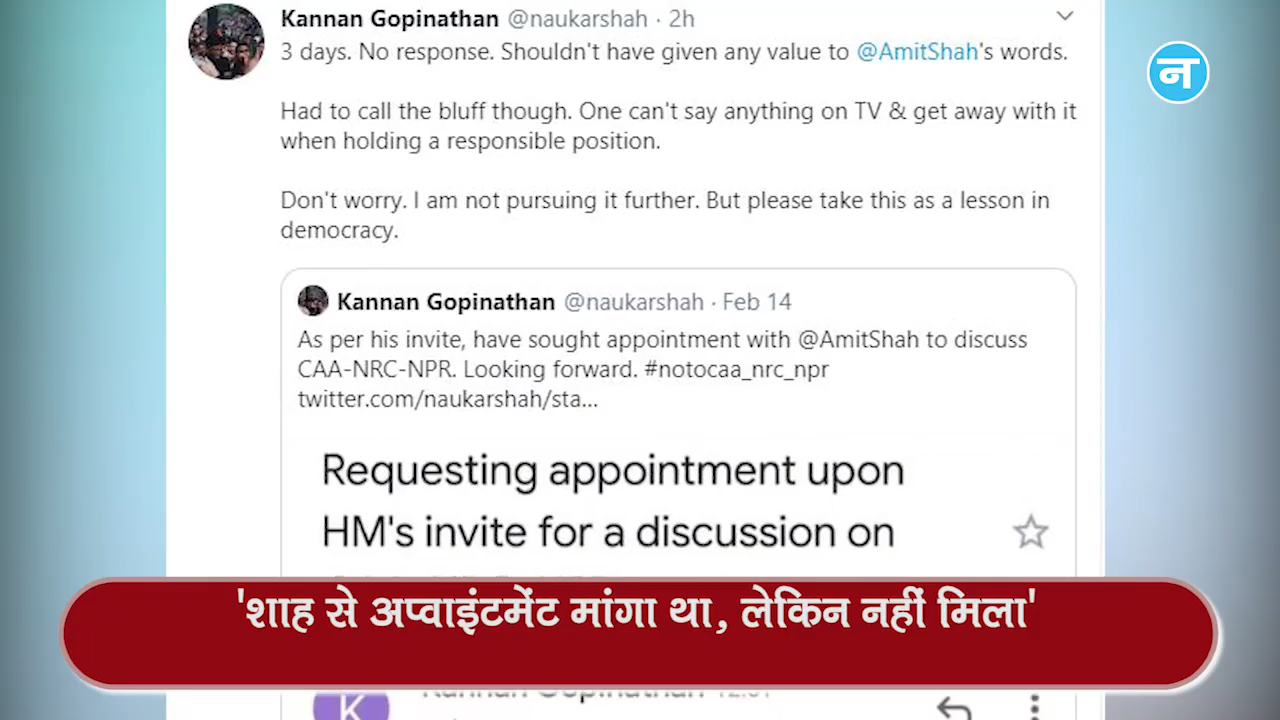 Kannan Gopinathan @naukarshah · 2h
3 days. No response. Shouldn't have given any value to @AmitShah's words.
Had to call the bluff though. One can't say anything on TV & get away with it
when holding a responsible position.
Don't worry. I am not pursuing it further. But please take this as a lesson in
democracy.
Kannan Gopinathan @naukarshah · Feb 14
As per his invite, have sought appointment with @AmitShah to discuss
CAA-NRC-NPR. Looking forward. #notocaa_nrc_npr
twitter.com/naukarshah/sta...
Requesting appointment upon
HM's invite for a discussion on
'शाह से अप्वाइंटमेंट मांगा था, लेकिन नहीं मिला'
K Kannan Gopinathan
न